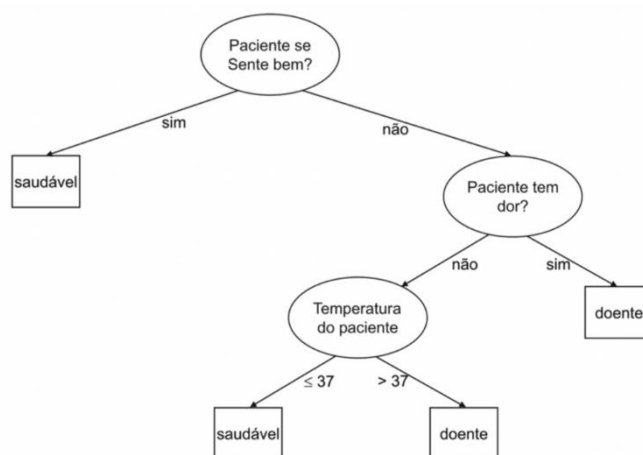 Paciente se
Sente bem?
sim
não
saudável
Paciente tem
dor?
não
sim
Temperatura
do paciente
doente
≤ 37
> 37
saudável
doente